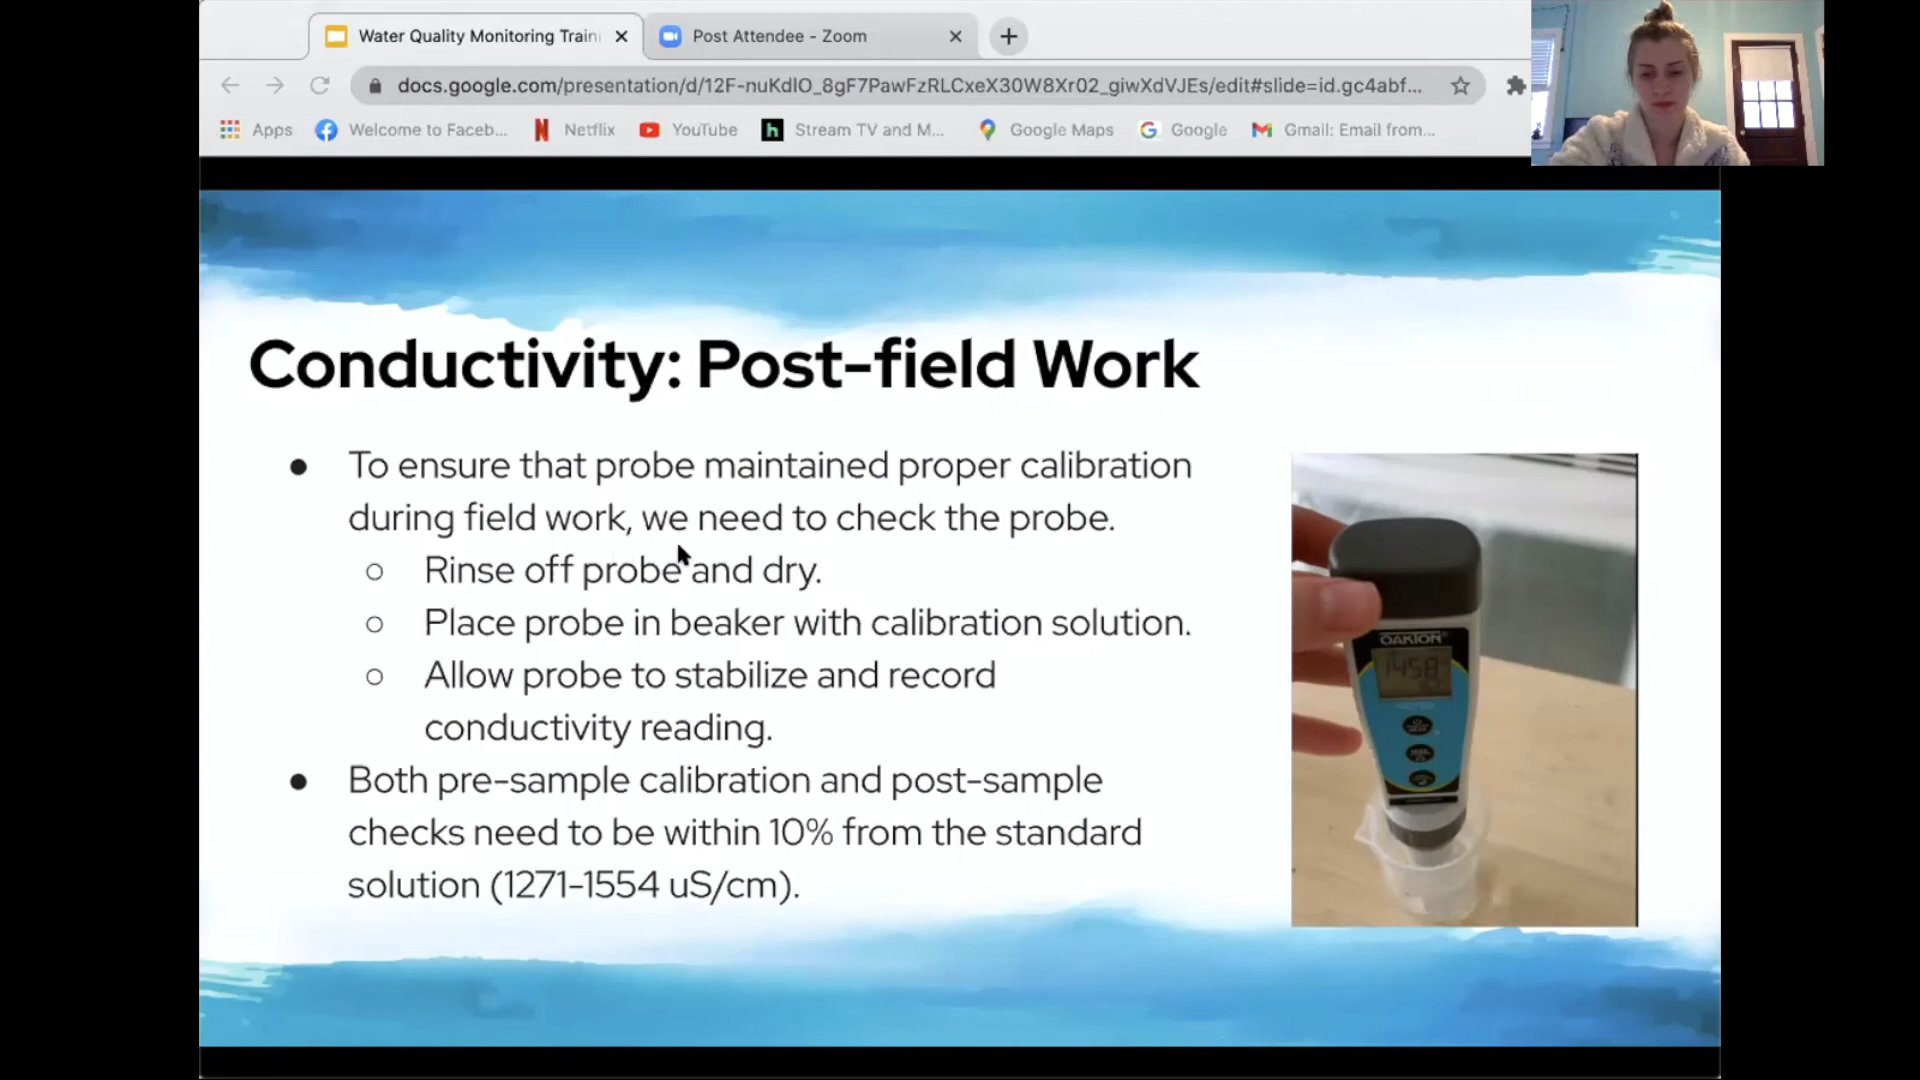 Water Quality Monitoring Traini
Post Attendee - Zoom
docs.google.com/presentation/d/12F-nuKdlO_8gF7PawFzRLCxeX30W8Xr02_giwXdVJEs/edit#slide=id.gc4abf...
Apps Welcome to Faceb... Netflix YouTube Stream TV and M... Google Maps Google Gmail: Email from...
Conductivity: Post-field Work
● To ensure that probe maintained proper calibration
during field work, we need to check the probe.
○ Rinse off probe and dry.
○ Place probe in beaker with calibration solution.
○ Allow probe to stabilize and record
conductivity reading.
● Both pre-sample calibration and post-sample
checks need to be within 10% from the standard
solution (1271-1554 uS/cm).
OAKTON
1458